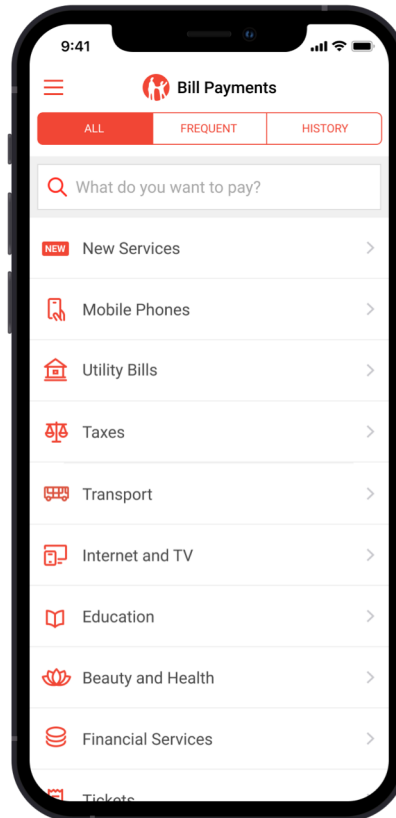 9:41
Bill Payments
ALL FREQUENT HISTORY
What do you want to pay?
NEW New Services
Mobile Phones
Utility Bills
Taxes
Transport
Internet and TV
Education
Beauty and Health
Financial Services
Tickets